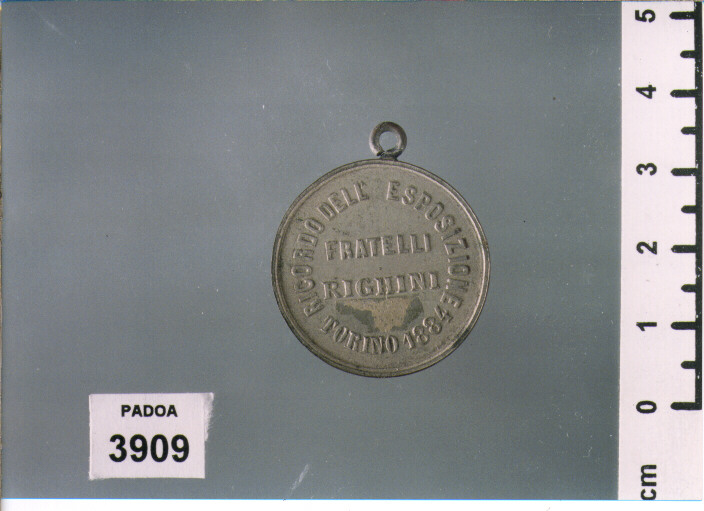 RICORDO DELL' ESPOSIZIONE
FRATELLI
RIGHINI
TORINO 1884
PADOA
3909
5
4
3
2
1
0
cm